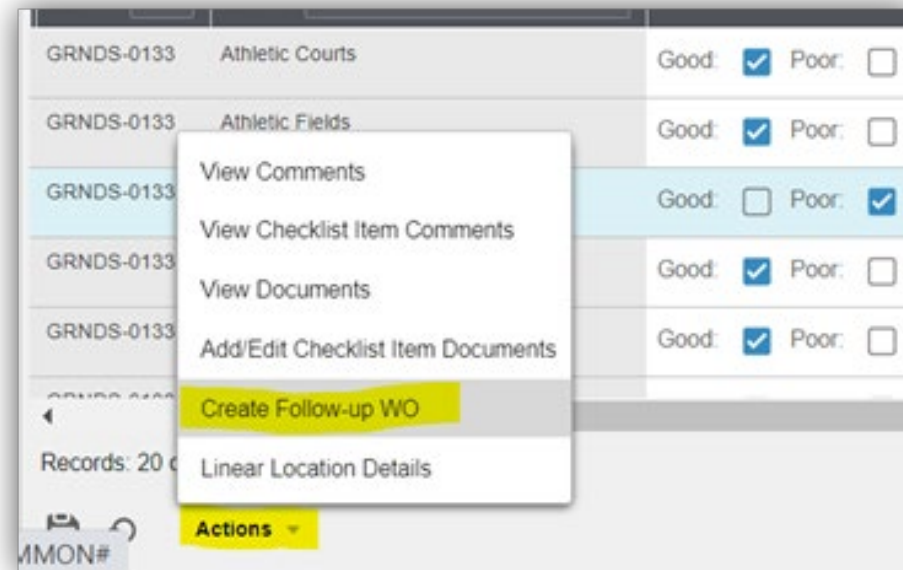 GRNDS-0133 Athletic Courts Good: Poor:
GRNDS-0133 Athletic Fields Good: Poor:
GRNDS-0133 Good: Poor:
GRNDS-0133 Good: Poor:
GRNDS-0133 Good: Poor:
View Comments
View Checklist Item Comments
View Documents
Add/Edit Checklist Item Documents
Create Follow-up WO
Linear Location Details
Records: 20
Actions
MMON#